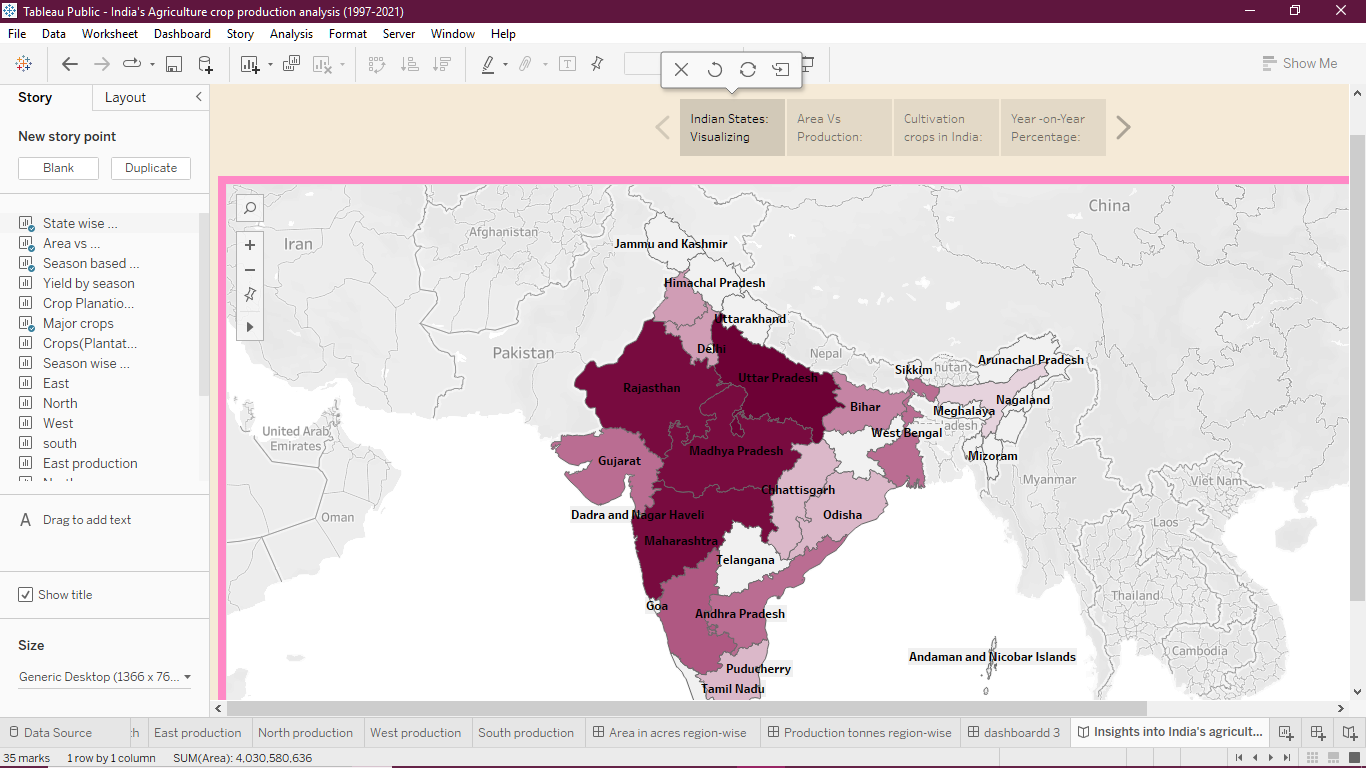 Tableau Public - India's Agriculture crop production analysis (1997-2021)
File Data Worksheet Dashboard Story Analysis Format Server Window Help
Show Me
Story Layout
New story point
Blank Duplicate
State wise ...
Area vs ...
Season based ...
Yield by season
Crop Planatio...
Major crops
Crops(Plantat...
Season wise ...
East
North
West
south
East production
A Drag to add text
Show title
Size
Generic Desktop (1366 x 76...
Indian States:
Visualizing
Area Vs
Production:
Cultivation
crops in India:
Year -on-Year
Percentage:
China
Afghanistan
Iran
Jammu and Kashmir
Himachal Pradesh
Uttarakhand
Pakistan
Delhi
Nepal
Arunachal Pradesh
Sikkim
hutan
Rajasthan
Uttar Pradesh
Bihar
Nagaland
Meghalaya
adesh
United Arab
Emirates
West Bengal
Madhya Pradesh
Mizoram
Gujarat
Myanmar
Viet Nam
Chhattisgarh
Oman
Dadra and Nagar Haveli
Odisha
Laos
Maharashtra
Telangana
Thailand
Goa
Andhra Pradesh
Cambodia
Andaman and Nicobar Islands
Puducherry
Tamil Nadu
Data Source East production North production West production South production Area in acres region-wise Production tonnes region-wise dashboardd 3 Insights into India's agricult...
35 marks 1 row by 1 column SUM(Area): 4,030,580,636